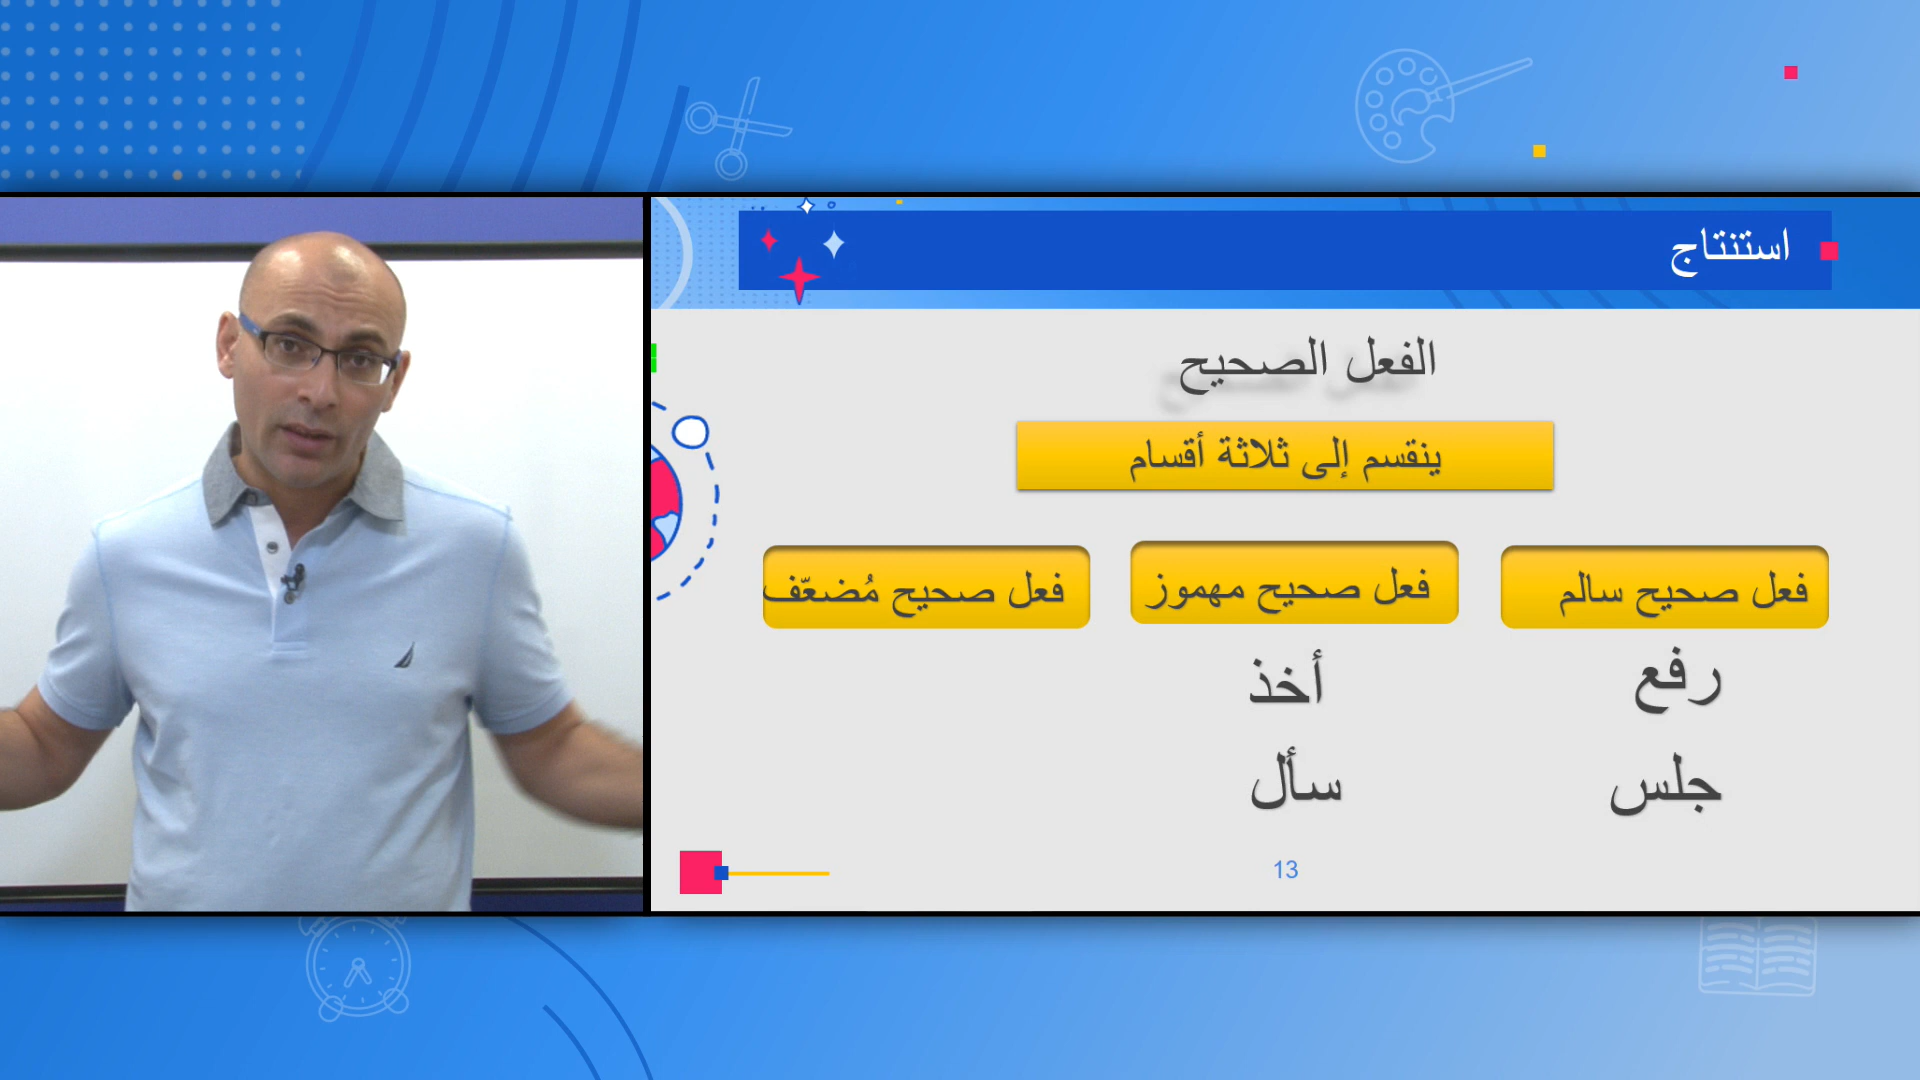 استنتاج
الفعل الصحيح
ينقسم إلى ثلاثة أقسام
فعل صحيح سالم
فعل صحيح مهموز
فعل صحيح مُضعّف
رفع
أخذ
جلس
سأل
13